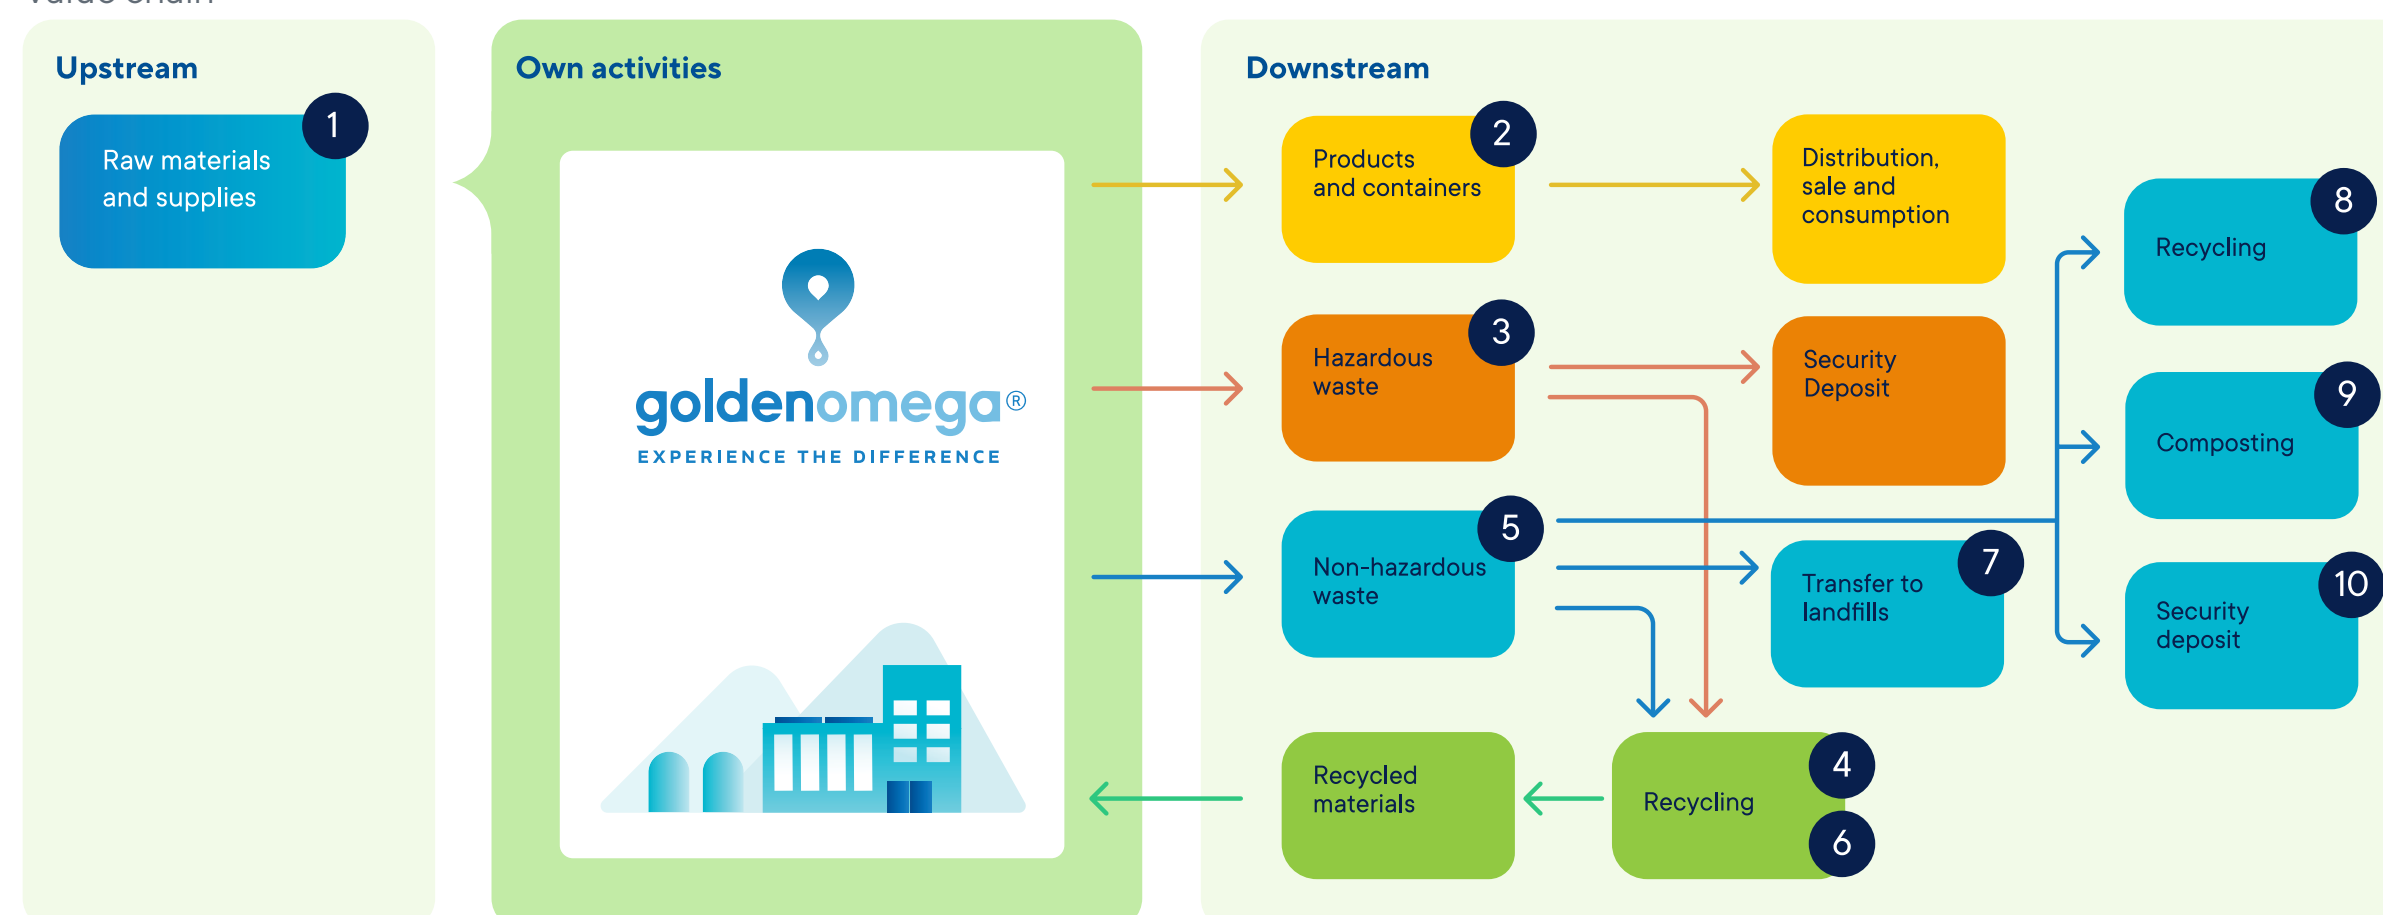 Value chain
Upstream
1
Raw materials
and supplies
Own activities
goldenomega®
EXPERIENCE THE DIFFERENCE
Downstream
2
Products
and containers
Distribution,
sale and
consumption
3
Hazardous
waste
Security
Deposit
5
Non-hazardous
waste
7
Transfer to
landfills
8
Recycling
9
Composting
10
Security
deposit
Recycled
materials
Recycling
4
6